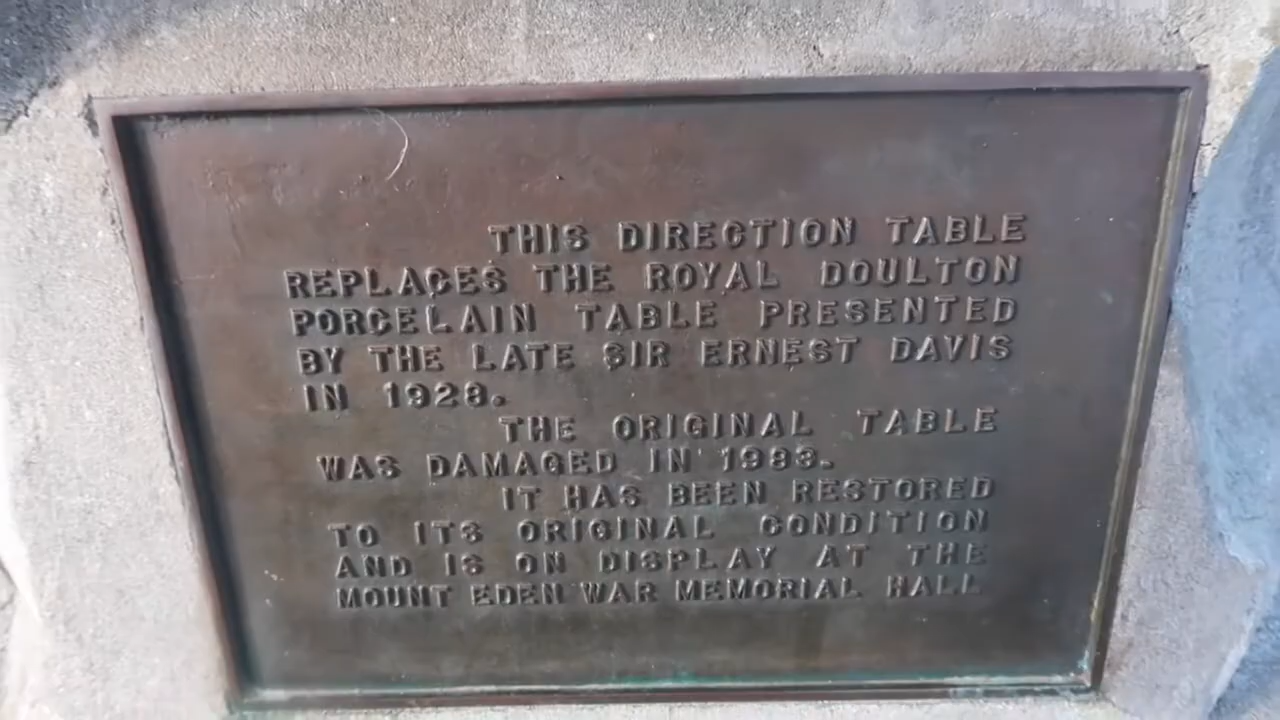 THIS DIRECTION TABLE
REPLACES THE ROYAL DOULTON
PORCELAIN TABLE PRESENTED
BY THE LATE SIR ERNEST DAVIS
IN 1928.
THE ORIGINAL TABLE
WAS DAMAGED IN 1983.
IT HAS BEEN RESTORED
TO ITS ORIGINAL CONDITION
AND IS ON DISPLAY AT THE
MOUNT EDEN WAR MEMORIAL HALL